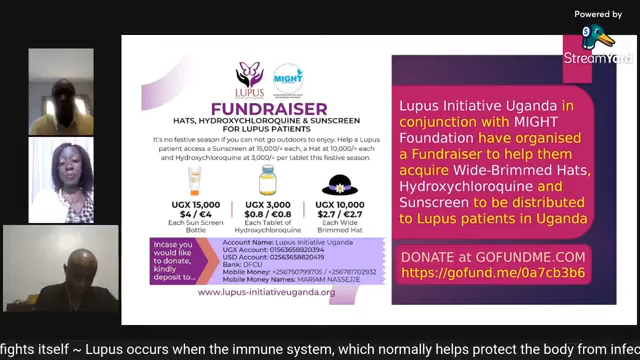 Powered by
StreamYard
LUPUS
MIGHT
FUNDRAISER
HATS, HYDROXYCHLOROQUINE & SUNSCREEN
FOR LUPUS PATIENTS
It's no festive season if you can not go outdoors to enjoy. Help a Lupus
patient access a Sunscreen at 15,000/= each, a Hat at 10,000/= each
and Hydroxychloroquine at 3,000/= per tablet this festive season.
UGX 15,000
$4 / €4
Each Sun Screen
Bottle
UGX 3,000
$0.8 / €0.8
Each Tablet of
Hydroxychloroquine
UGX 10,000
$2.7 / €2.7
Each Wide
Brimmed Hat
Incase you
would like
to donate,
kindly
deposit to...
Account Name: Lupus Initiative Uganda
UGX Account: 01563658820394
USD Account: 02563658820419
Bank: DFCU
Mobile Money: +256750799705 / +256781702932
Mobile Money Names: MARIAM NASSEJJE
www.lupus-initiativeuganda.org
Lupus Initiative Uganda in
conjunction with MIGHT
Foundation have organised
a Fundraiser to help them
acquire Wide-Brimmed Hats,
Hydroxychloroquine and
Sunscreen to be distributed
to Lupus patients in Uganda
DONATE at GOFUNDME.COM
https://gofund.me/0a7cb3b6
fights itself ~ Lupus occurs when the immune system, which normally helps protect the body from infec